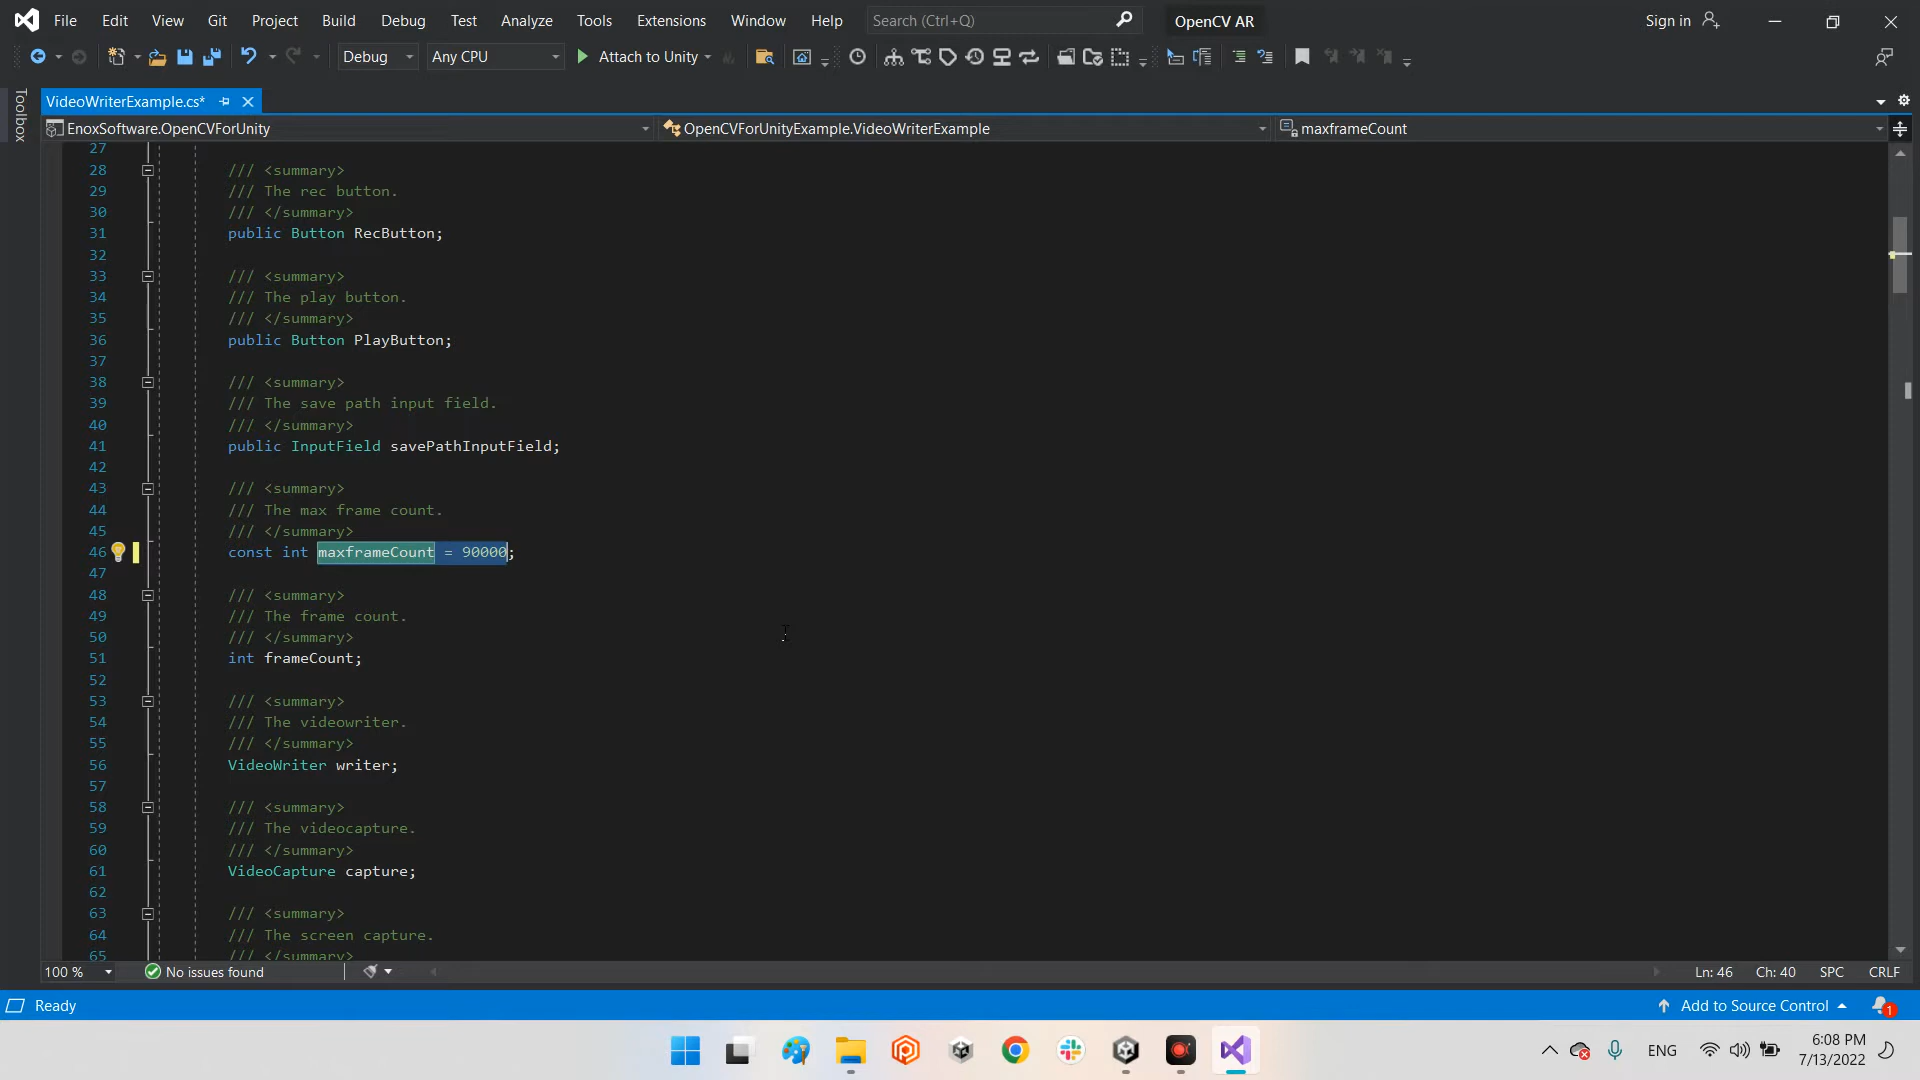 File Edit View Git Project Build Debug Test Analyze Tools Extensions Window Help Search (Ctrl+Q) OpenCV AR Sign in
Debug Any CPU Attach to Unity
Toolbox
VideoWriterExample.cs*
EnoxSoftware.OpenCVForUnity OpenCVForUnityExample.VideoWriterExample maxframeCount
27
28 /// <summary>
29 /// The rec button.
30 /// </summary>
31 public Button RecButton;
32
33 /// <summary>
34 /// The play button.
35 /// </summary>
36 public Button PlayButton;
37
38 /// <summary>
39 /// The save path input field.
40 /// </summary>
41 public InputField savePathInputField;
42
43 /// <summary>
44 /// The max frame count.
45 /// </summary>
46 const int maxframeCount = 90000;
47
48 /// <summary>
49 /// The frame count.
50 /// </summary>
51 int frameCount;
52
53 /// <summary>
54 /// The videowriter.
55 /// </summary>
56 VideoWriter writer;
57
58 /// <summary>
59 /// The videocapture.
60 /// </summary>
61 VideoCapture capture;
62
63 /// <summary>
64 /// The screen capture.
65 /// </summary>
100 % No issues found Ln: 46 Ch: 40 SPC CRLF
Ready Add to Source Control 1
ENG 6:08 PM
7/13/2022